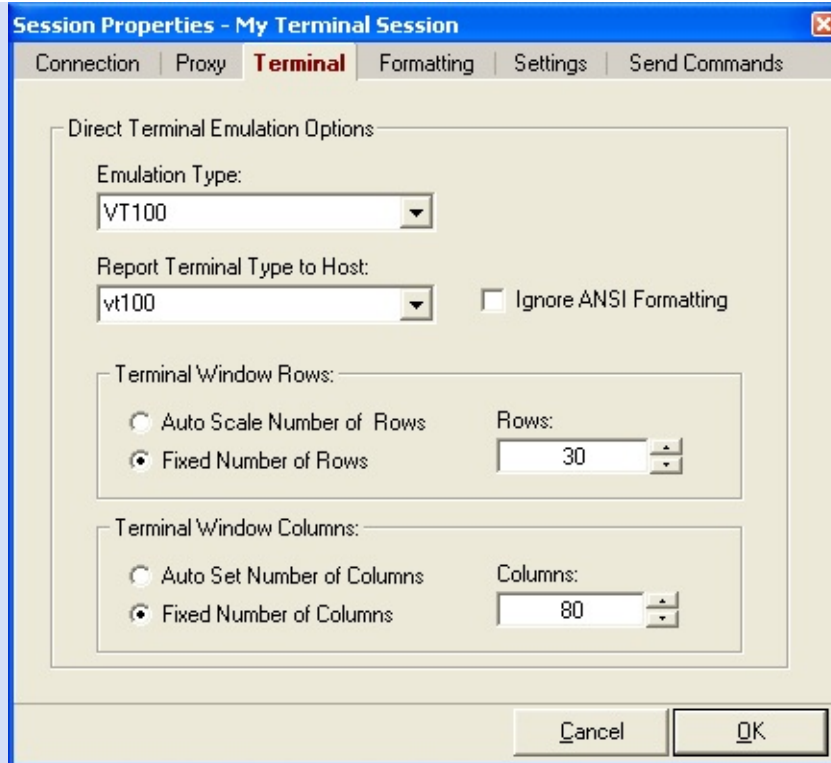 Session Properties - My Terminal Session
Connection Proxy Terminal Formatting Settings Send Commands
Direct Terminal Emulation Options
Emulation Type:
VT100
Report Terminal Type to Host:
vt100 Ignore ANSI Formatting
Terminal Window Rows:
Auto Scale Number of Rows Rows:
Fixed Number of Rows 30
Terminal Window Columns:
Auto Set Number of Columns Columns:
Fixed Number of Columns 80
Cancel OK